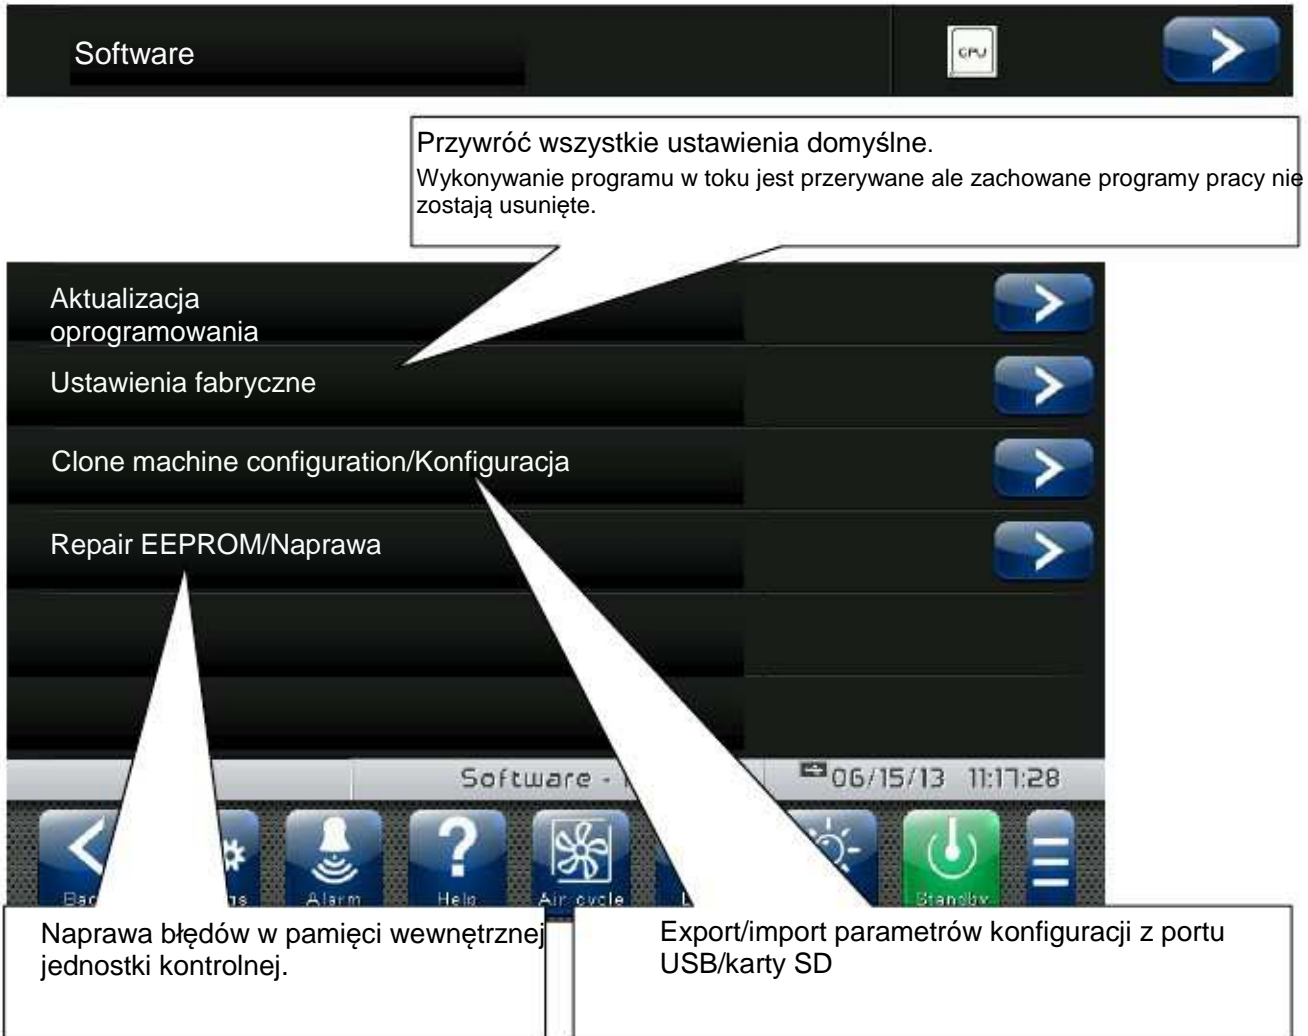 Software
CPU
Przywróć wszystkie ustawienia domyślne.
Wykonywanie programu w toku jest przerywane ale zachowane programy pracy nie
zostają usunięte.
Aktualizacja
oprogramowania
Ustawienia fabryczne
Clone machine configuration/Konfiguracja
Repair EEPROM/Naprawa
Software -
06/15/13 11:17:28
Alarm
Help
Air cycle
Standby
Naprawa błędów w pamięci wewnętrznej
jednostki kontrolnej.
Export/import parametrów konfiguracji z portu
USB/karty SD